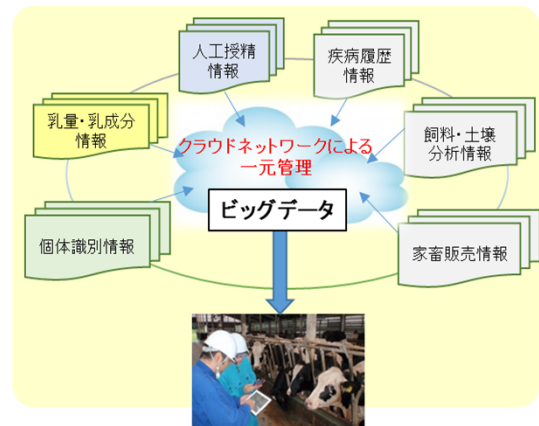 人工授精
情報
疾病履歴
情報
乳量・乳成分
情報
クラウドネットワークによる
一元管理
飼料・土壌
分析情報
ビッグデータ
個体識別情報
家畜販売情報